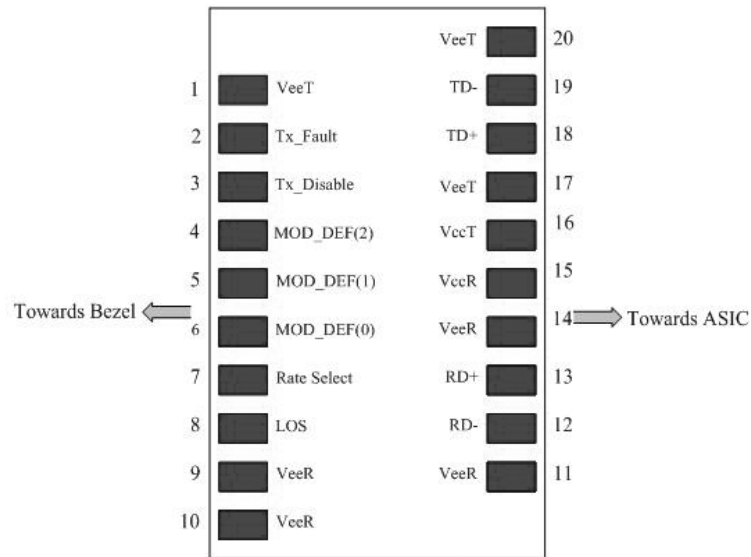 VeeT 20
1 VeeT TD- 19
2 Tx_Fault TD+ 18
3 Tx_Disable VeeT 17
4 MOD_DEF(2) VccT 16
5 MOD_DEF(1) VccR 15
Towards Bezel 6 MOD_DEF(0) VeeR 14 Towards ASIC
7 Rate Select RD+ 13
8 LOS RD- 12
9 VeeR VeeR 11
10 VeeR